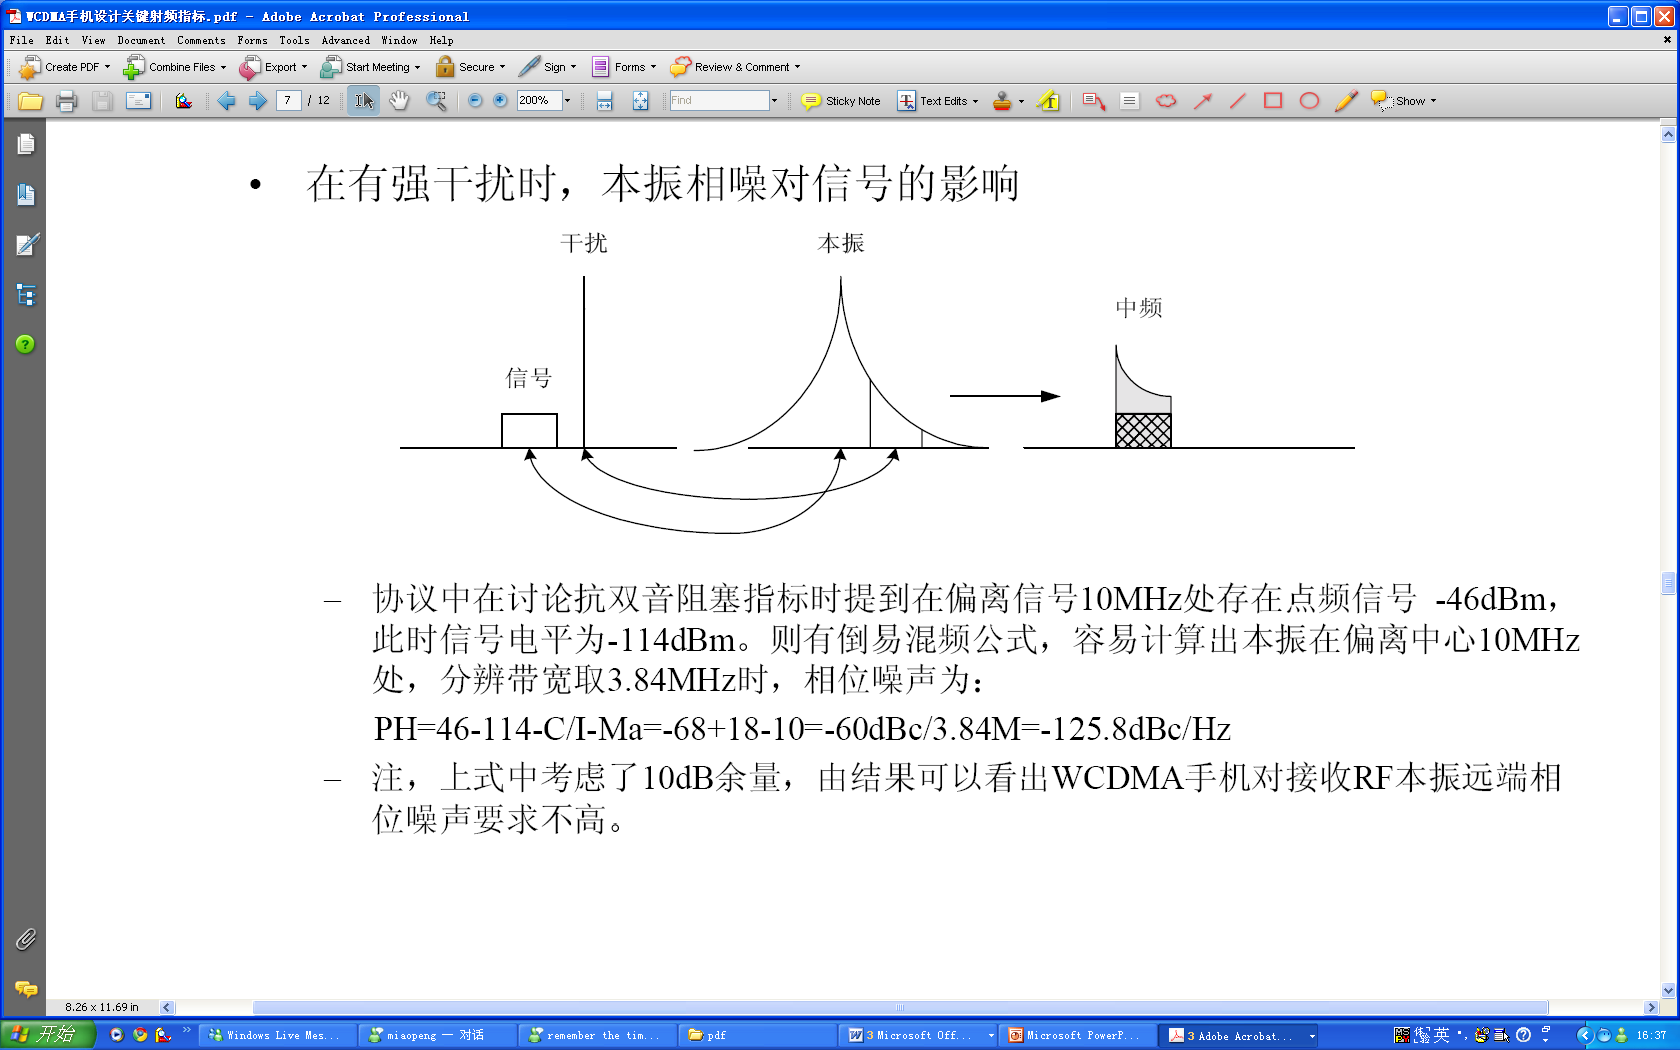 WCDMA手机设计关键射频指标.pdf - Adobe Acrobat Professional
File Edit View Document Comments Forms Tools Advanced Window Help
Create PDF Combine Files Export Start Meeting Secure Sign Forms Review & Comment
7 / 12 200% Find Sticky Note Text Edits Show
• 在有强干扰时，本振相噪对信号的影响
干扰 本振
中频
信号
– 协议中在讨论抗双音阻塞指标时提到在偏离信号10MHz处存在点频信号 -46dBm，
此时信号电平为-114dBm。则有倒易混频公式，容易计算出本振在偏离中心10MHz
处，分辨带宽取3.84MHz时，相位噪声为：
PH=46-114-C/I-Ma=-68+18-10=-60dBc/3.84M=-125.8dBc/Hz
– 注，上式中考虑了10dB余量，由结果可以看出WCDMA手机对接收RF本振远端相
位噪声要求不高。
8.26 x 11.69 in
开始 Windows Live Mes... miaopeng — 对话 remember the tim... pdf 3 Microsoft Off... Microsoft PowerP... 3 Adobe Acrobat... 英 16:37